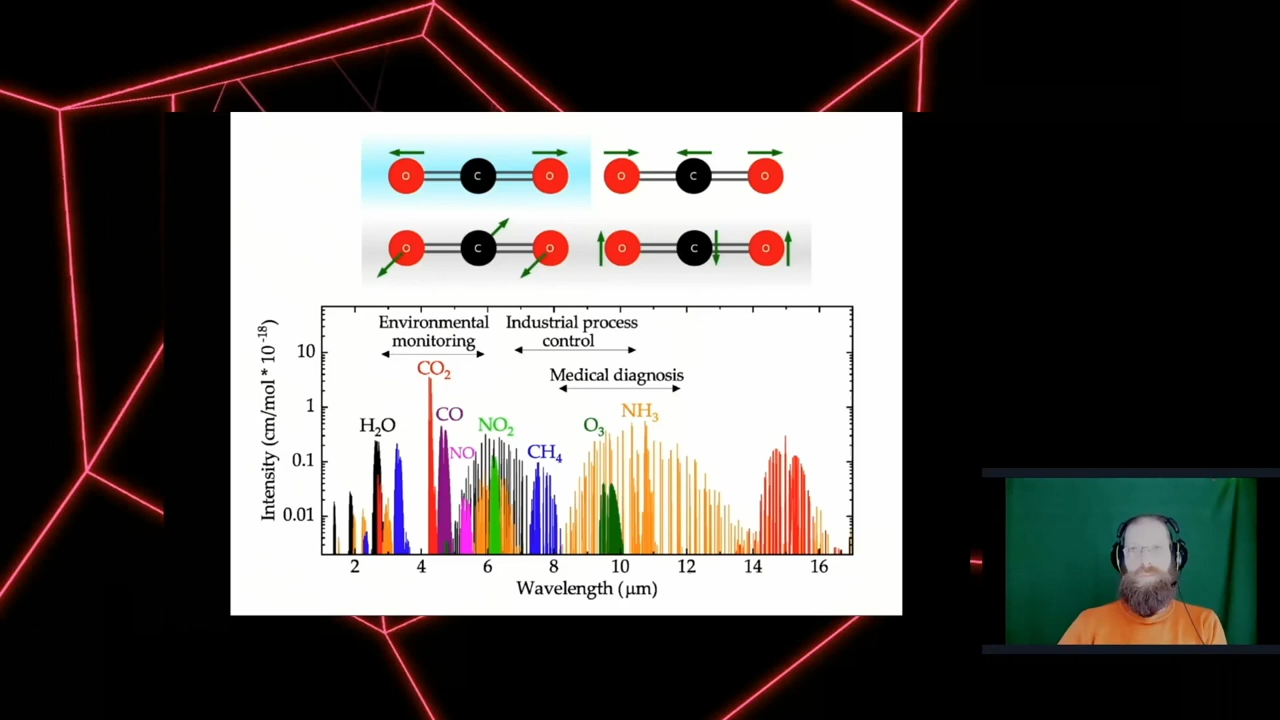 O C O O C O
O C O O C O
Environmental
monitoring
Industrial process
control
Medical diagnosis
CO₂
CO
H₂O
NO
NO₂
CH₄
O₃
NH₃
10
1
0.1
0.01
Intensity (cm/mol * 10⁻¹⁸)
2 4 6 8 10 12 14 16
Wavelength (μm)